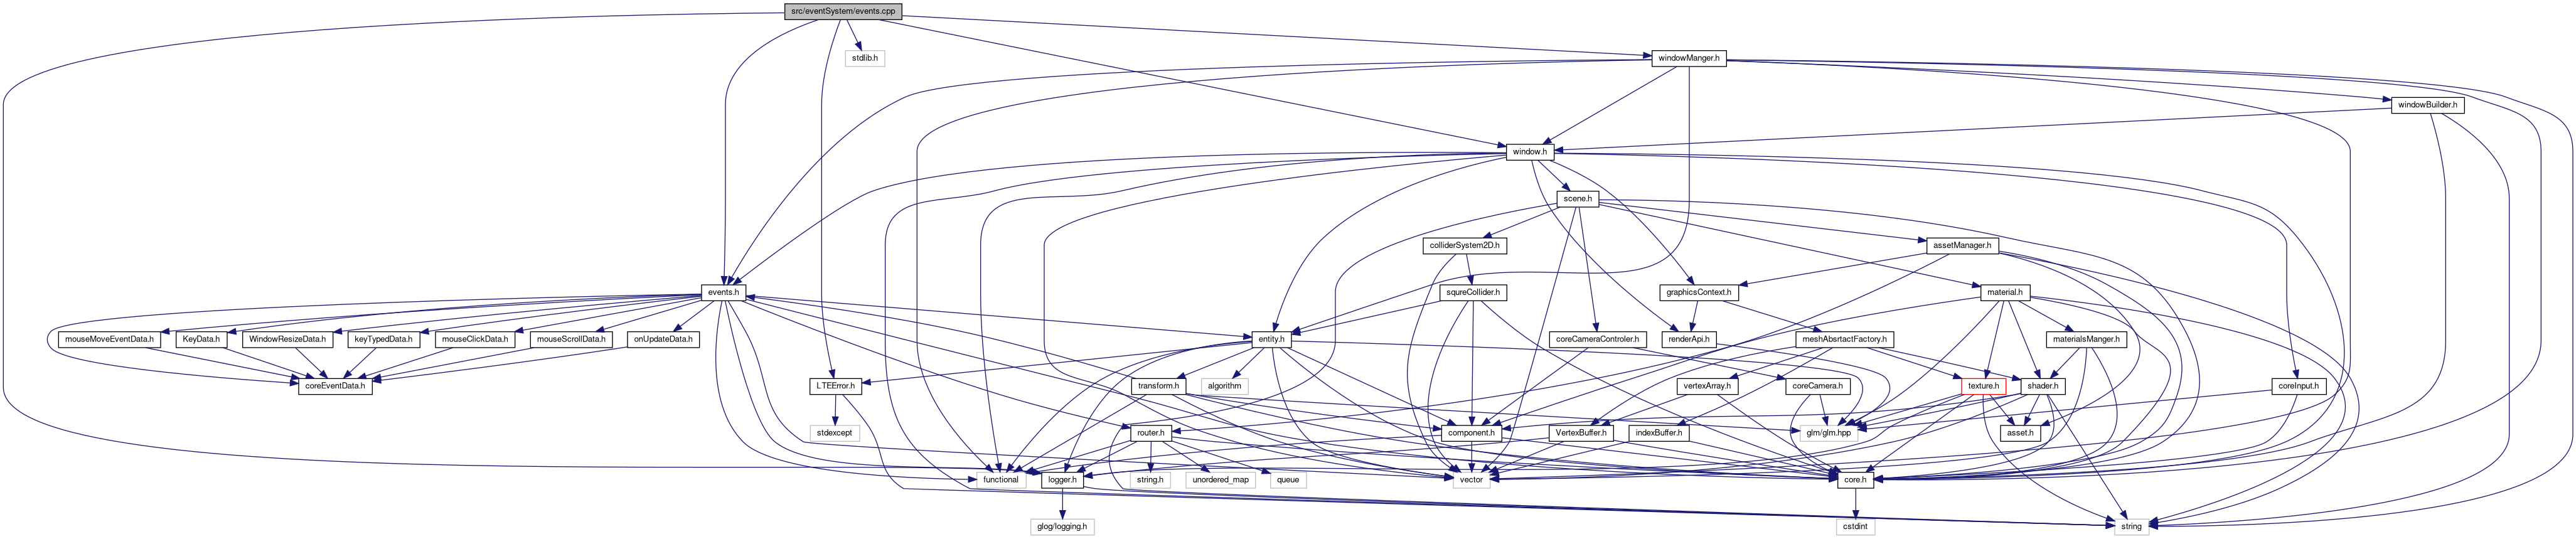 src/eventSystem/events.cpp
stdlib.h
windowManger.h
windowBuilder.h
window.h
scene.h
colliderSystem2D.h
assetManager.h
events.h
squreCollider.h
graphicsContext.h
material.h
mouseMoveEventData.h
KeyData.h
WindowResizeData.h
keyTypedData.h
mouseClickData.h
mouseScrollData.h
onUpdateData.h
entity.h
coreCameraControler.h
renderApi.h
meshAbsrtactFactory.h
materialsManger.h
coreEventData.h
LTEError.h
transform.h
algorithm
vertexArray.h
coreCamera.h
texture.h
shader.h
coreInput.h
stdexcept
router.h
component.h
VertexBuffer.h
indexBuffer.h
glm/glm.hpp
asset.h
functional
logger.h
string.h
unordered_map
queue
vector
core.h
glog/logging.h
cstdint
string